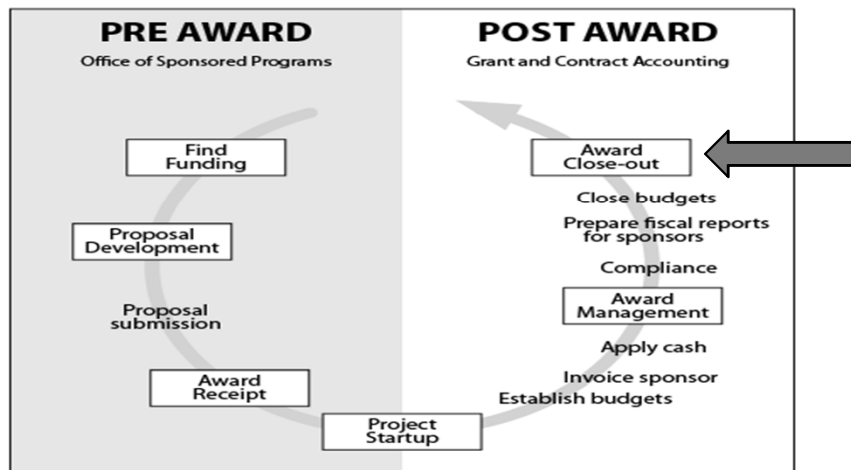 PRE AWARD
Office of Sponsored Programs
Find
Funding
Proposal
Development
Proposal
submission
Award
Receipt
Project
Startup
POST AWARD
Grant and Contract Accounting
Award
Close-out
Close budgets
Prepare fiscal reports
for sponsors
Compliance
Award
Management
Apply cash
Invoice sponsor
Establish budgets